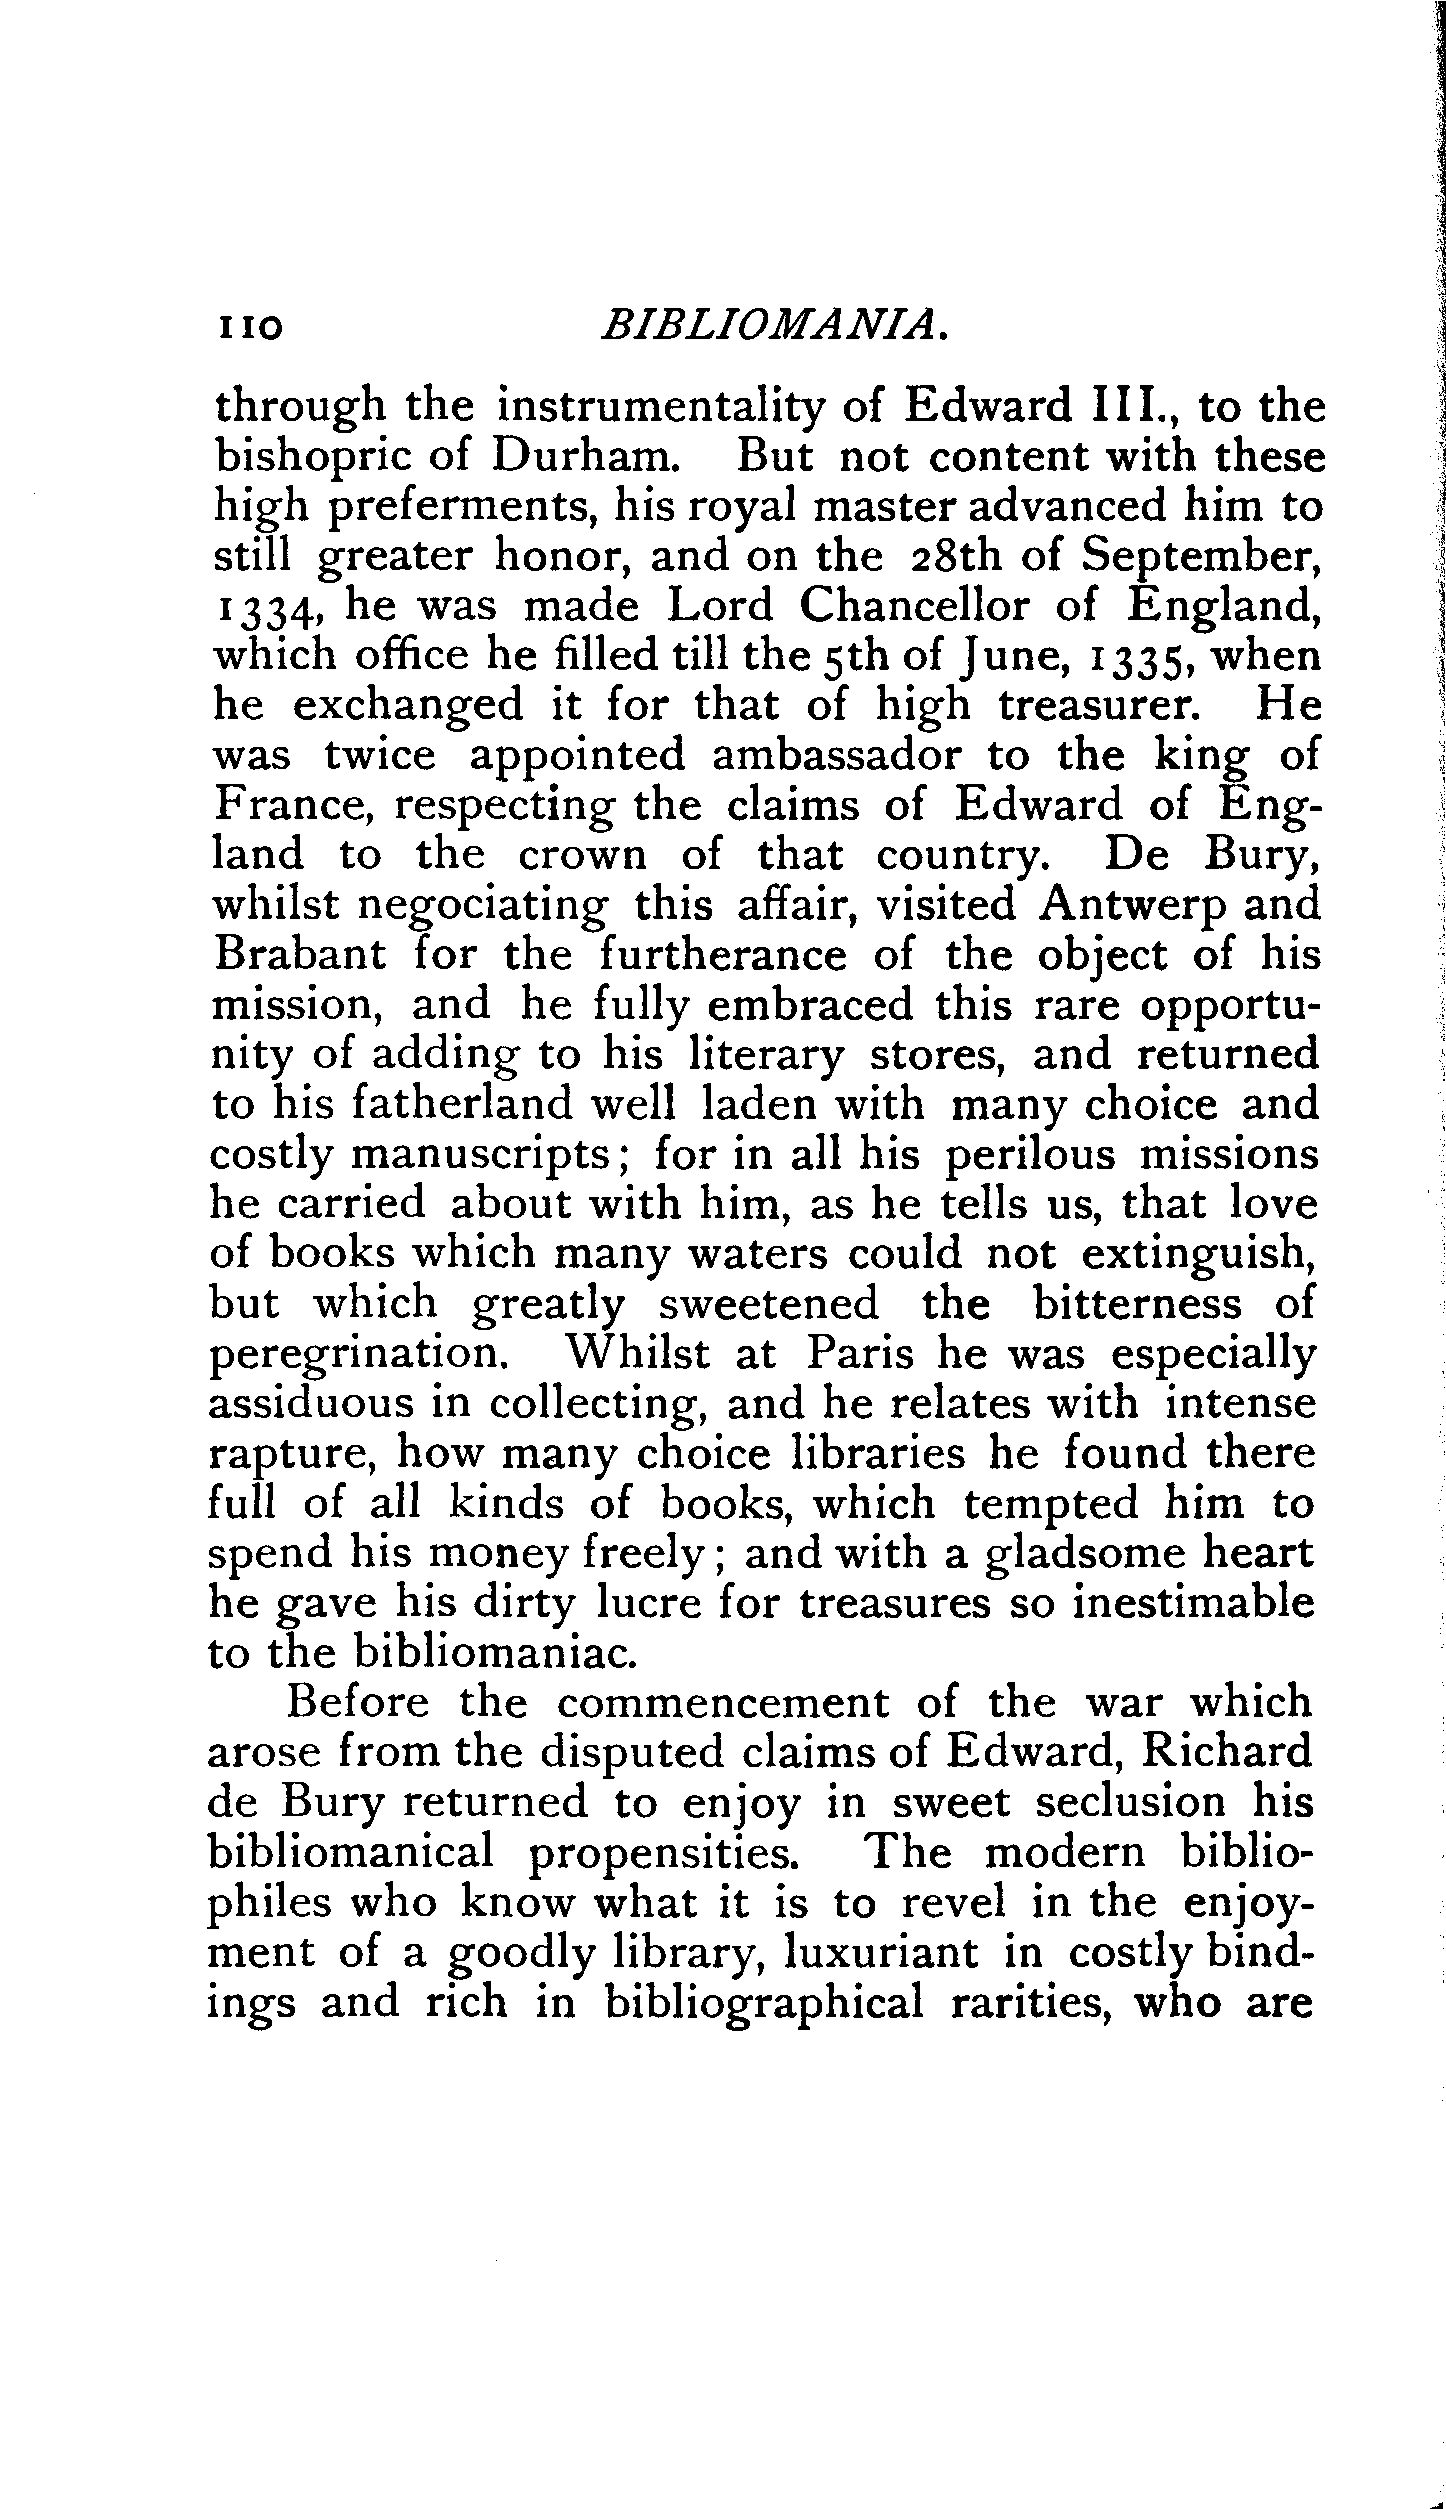 110 BIBLIOMANIA.
through the instrumentality of Edward III., to the
bishopric of Durham. But not content with these
high preferments, his royal master advanced him to
still greater honor, and on the 28th of September,
1334, he was made Lord Chancellor of England,
which office he filled till the 5th of June, 1335, when
he exchanged it for that of high treasurer. He
was twice appointed ambassador to the king of
France, respecting the claims of Edward of Eng-
land to the crown of that country. De Bury,
whilst negociating this affair, visited Antwerp and
Brabant for the furtherance of the object of his
mission, and he fully embraced this rare opportu-
nity of adding to his literary stores, and returned
to his fatherland well laden with many choice and
costly manuscripts; for in all his perilous missions
he carried about with him, as he tells us, that love
of books which many waters could not extinguish,
but which greatly sweetened the bitterness of
peregrination. Whilst at Paris he was especially
assiduous in collecting, and he relates with intense
rapture, how many choice libraries he found there
full of all kinds of books, which tempted him to
spend his money freely; and with a gladsome heart
he gave his dirty lucre for treasures so inestimable
to the bibliomaniac.
Before the commencement of the war which
arose from the disputed claims of Edward, Richard
de Bury returned to enjoy in sweet seclusion his
bibliomanical propensities. The modern biblio-
philes who know what it is to revel in the enjoy-
ment of a goodly library, luxuriant in costly bind-
ings and rich in bibliographical rarities, who are